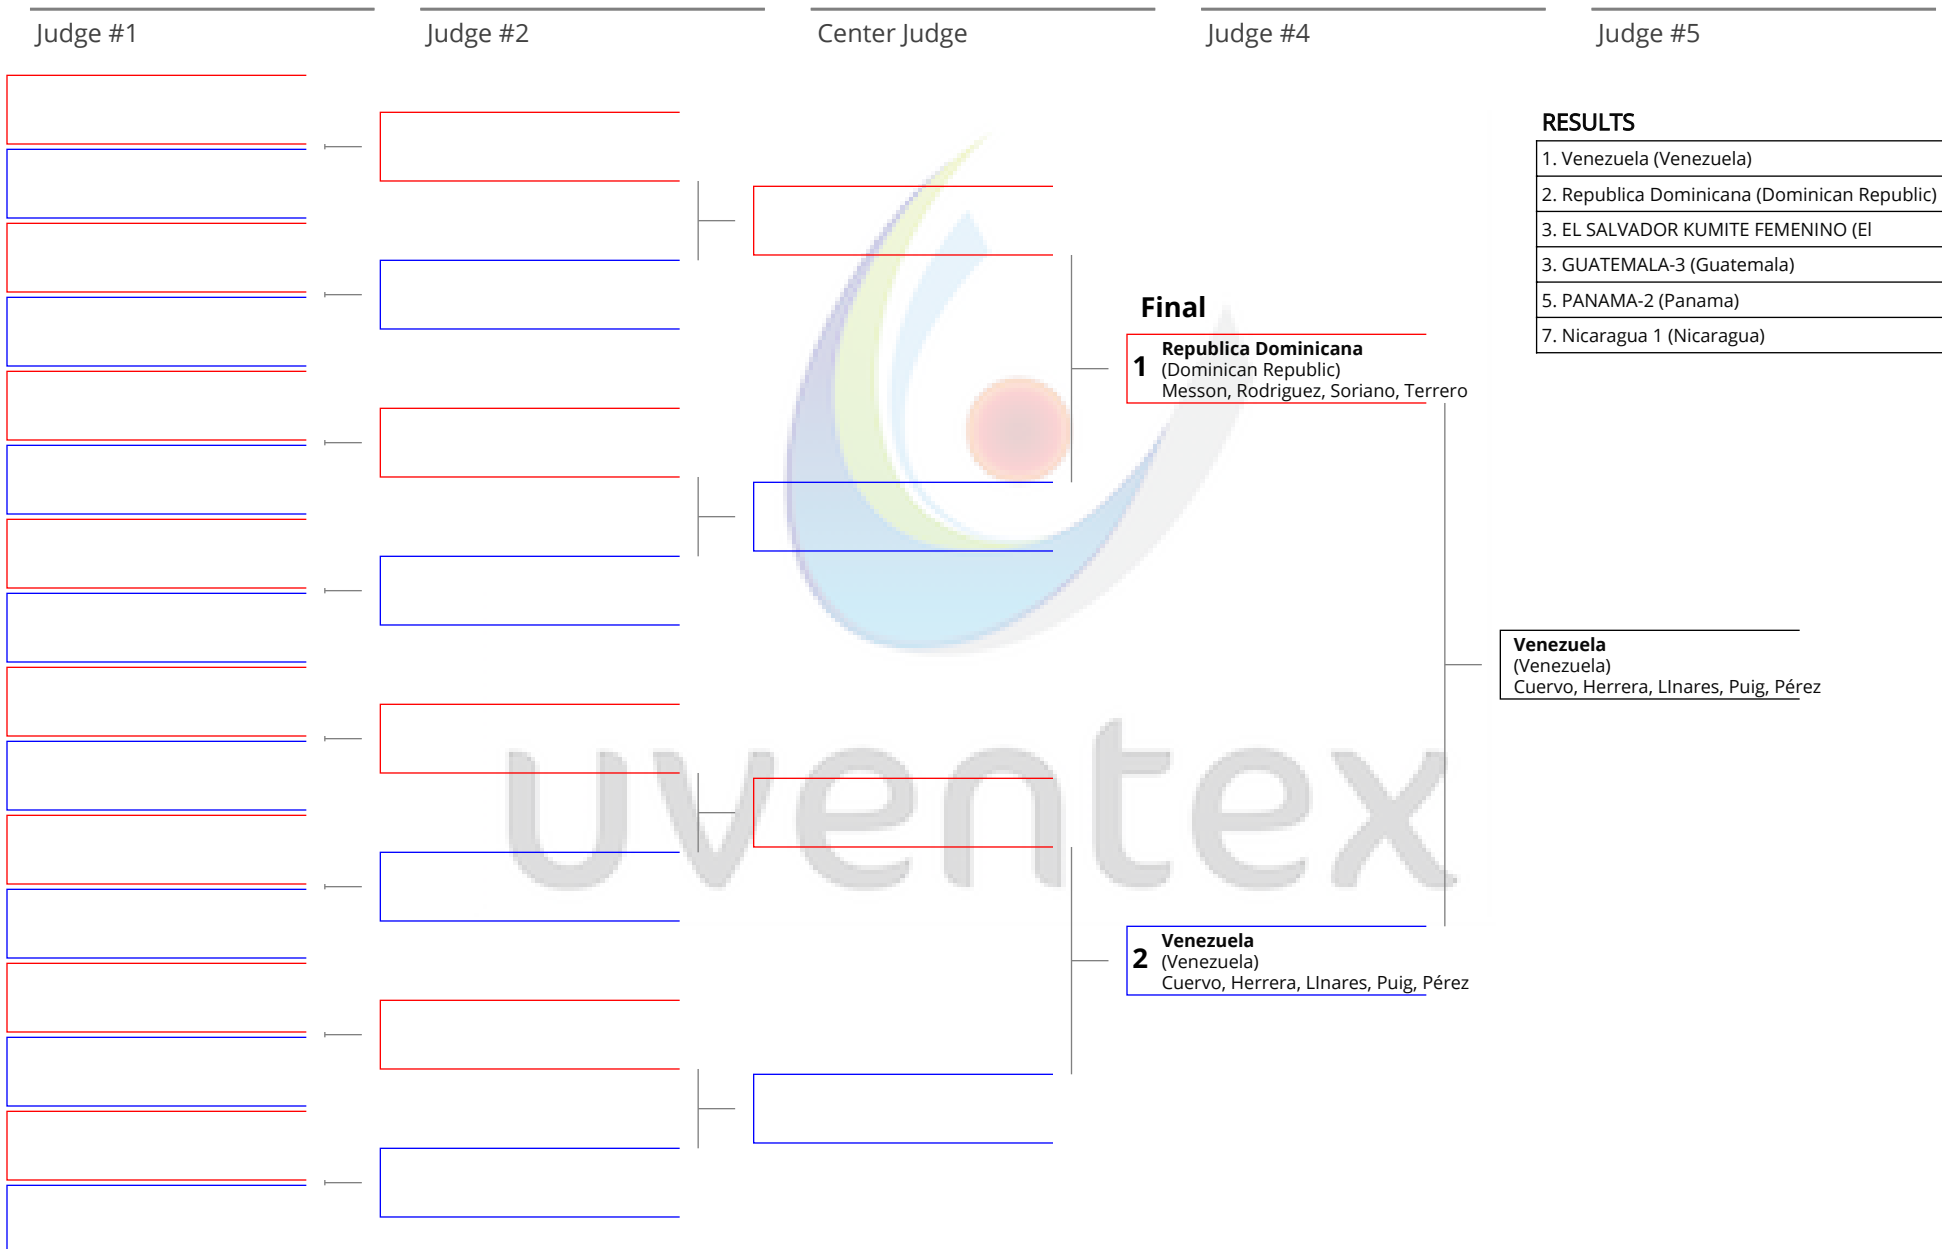 Judge #1
Judge #2
Center Judge
Judge #4
Judge #5
RESULTS
1. Venezuela (Venezuela)
2. Republica Dominicana (Dominican Republic)
3. EL SALVADOR KUMITE FEMENINO (El
3. GUATEMALA-3 (Guatemala)
5. PANAMA-2 (Panama)
7. Nicaragua 1 (Nicaragua)
Final
1
Republica Dominicana
(Dominican Republic)
Messon, Rodriguez, Soriano, Terrero
Venezuela
(Venezuela)
Cuervo, Herrera, LInares, Puig, Pérez
uventex
2
Venezuela
(Venezuela)
Cuervo, Herrera, LInares, Puig, Pérez